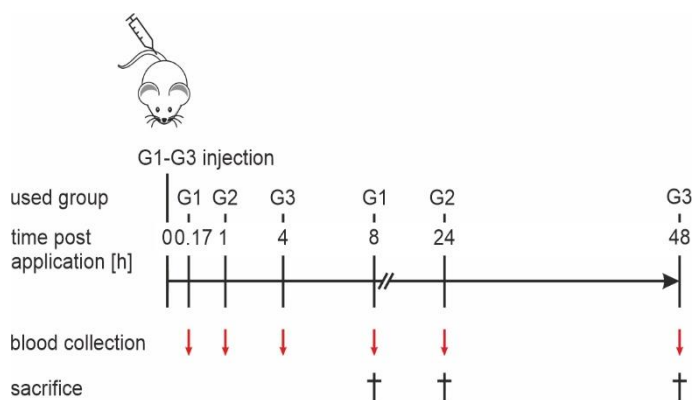 G1-G3 injection
used group G1 G2 G3 G1 G2 G3
time post 0 0.17 1 4 8 24 48
application [h]
blood collection
sacrifice